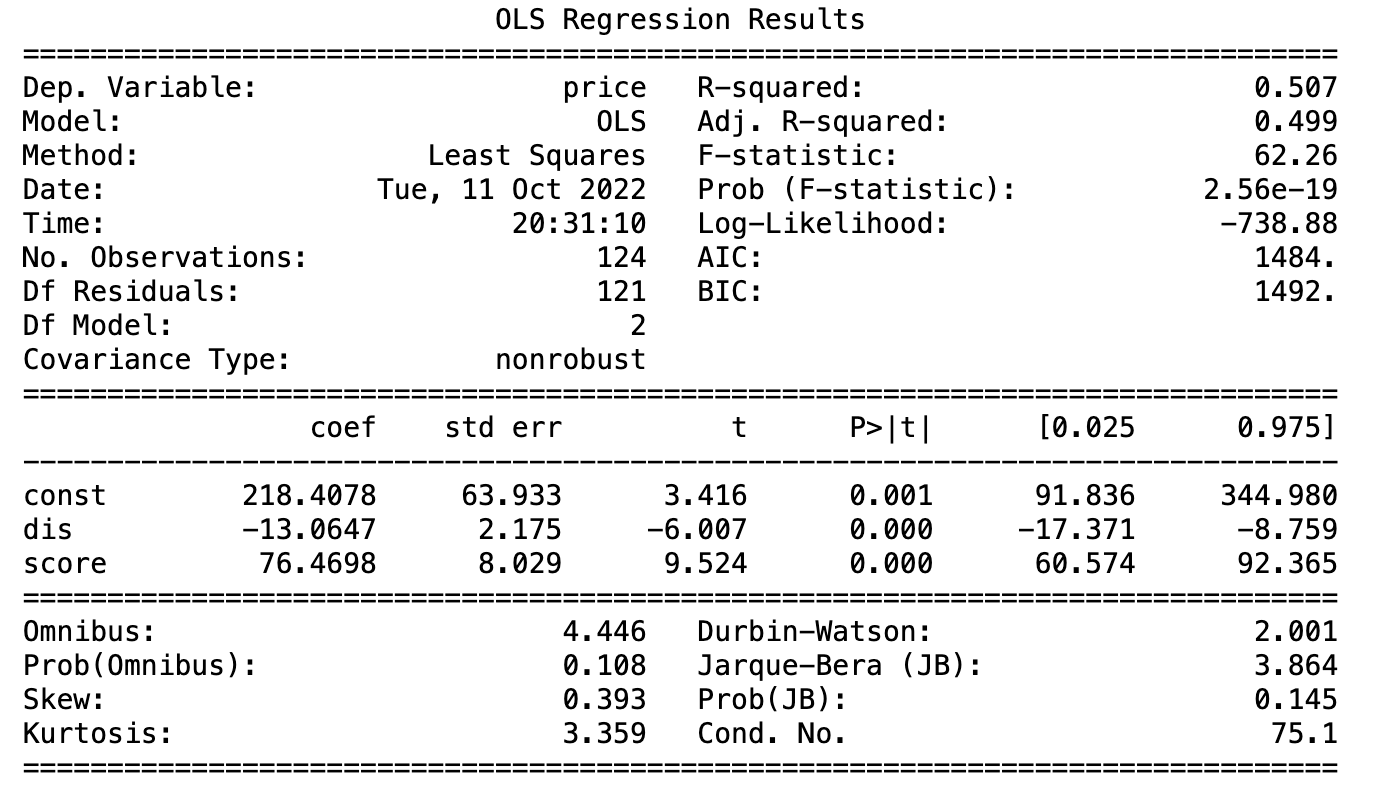 OLS Regression Results
==============================================================================
Dep. Variable:                  price   R-squared:                       0.507
Model:                            OLS   Adj. R-squared:                  0.499
Method:                 Least Squares   F-statistic:                     62.26
Date:                Tue, 11 Oct 2022   Prob (F-statistic):           2.56e-19
Time:                        20:31:10   Log-Likelihood:                -738.88
No. Observations:                 124   AIC:                             1484.
Df Residuals:                     121   BIC:                             1492.
Df Model:                           2
Covariance Type:            nonrobust
==============================================================================
coef    std err          t      P>|t|      [0.025      0.975]
------------------------------------------------------------------------------
const        218.4078     63.933      3.416      0.001      91.836     344.980
dis          -13.0647      2.175     -6.007      0.000     -17.371      -8.759
score         76.4698      8.029      9.524      0.000      60.574      92.365
==============================================================================
Omnibus:                        4.446   Durbin-Watson:                   2.001
Prob(Omnibus):                  0.108   Jarque-Bera (JB):                3.864
Skew:                           0.393   Prob(JB):                        0.145
Kurtosis:                       3.359   Cond. No.                         75.1
==============================================================================